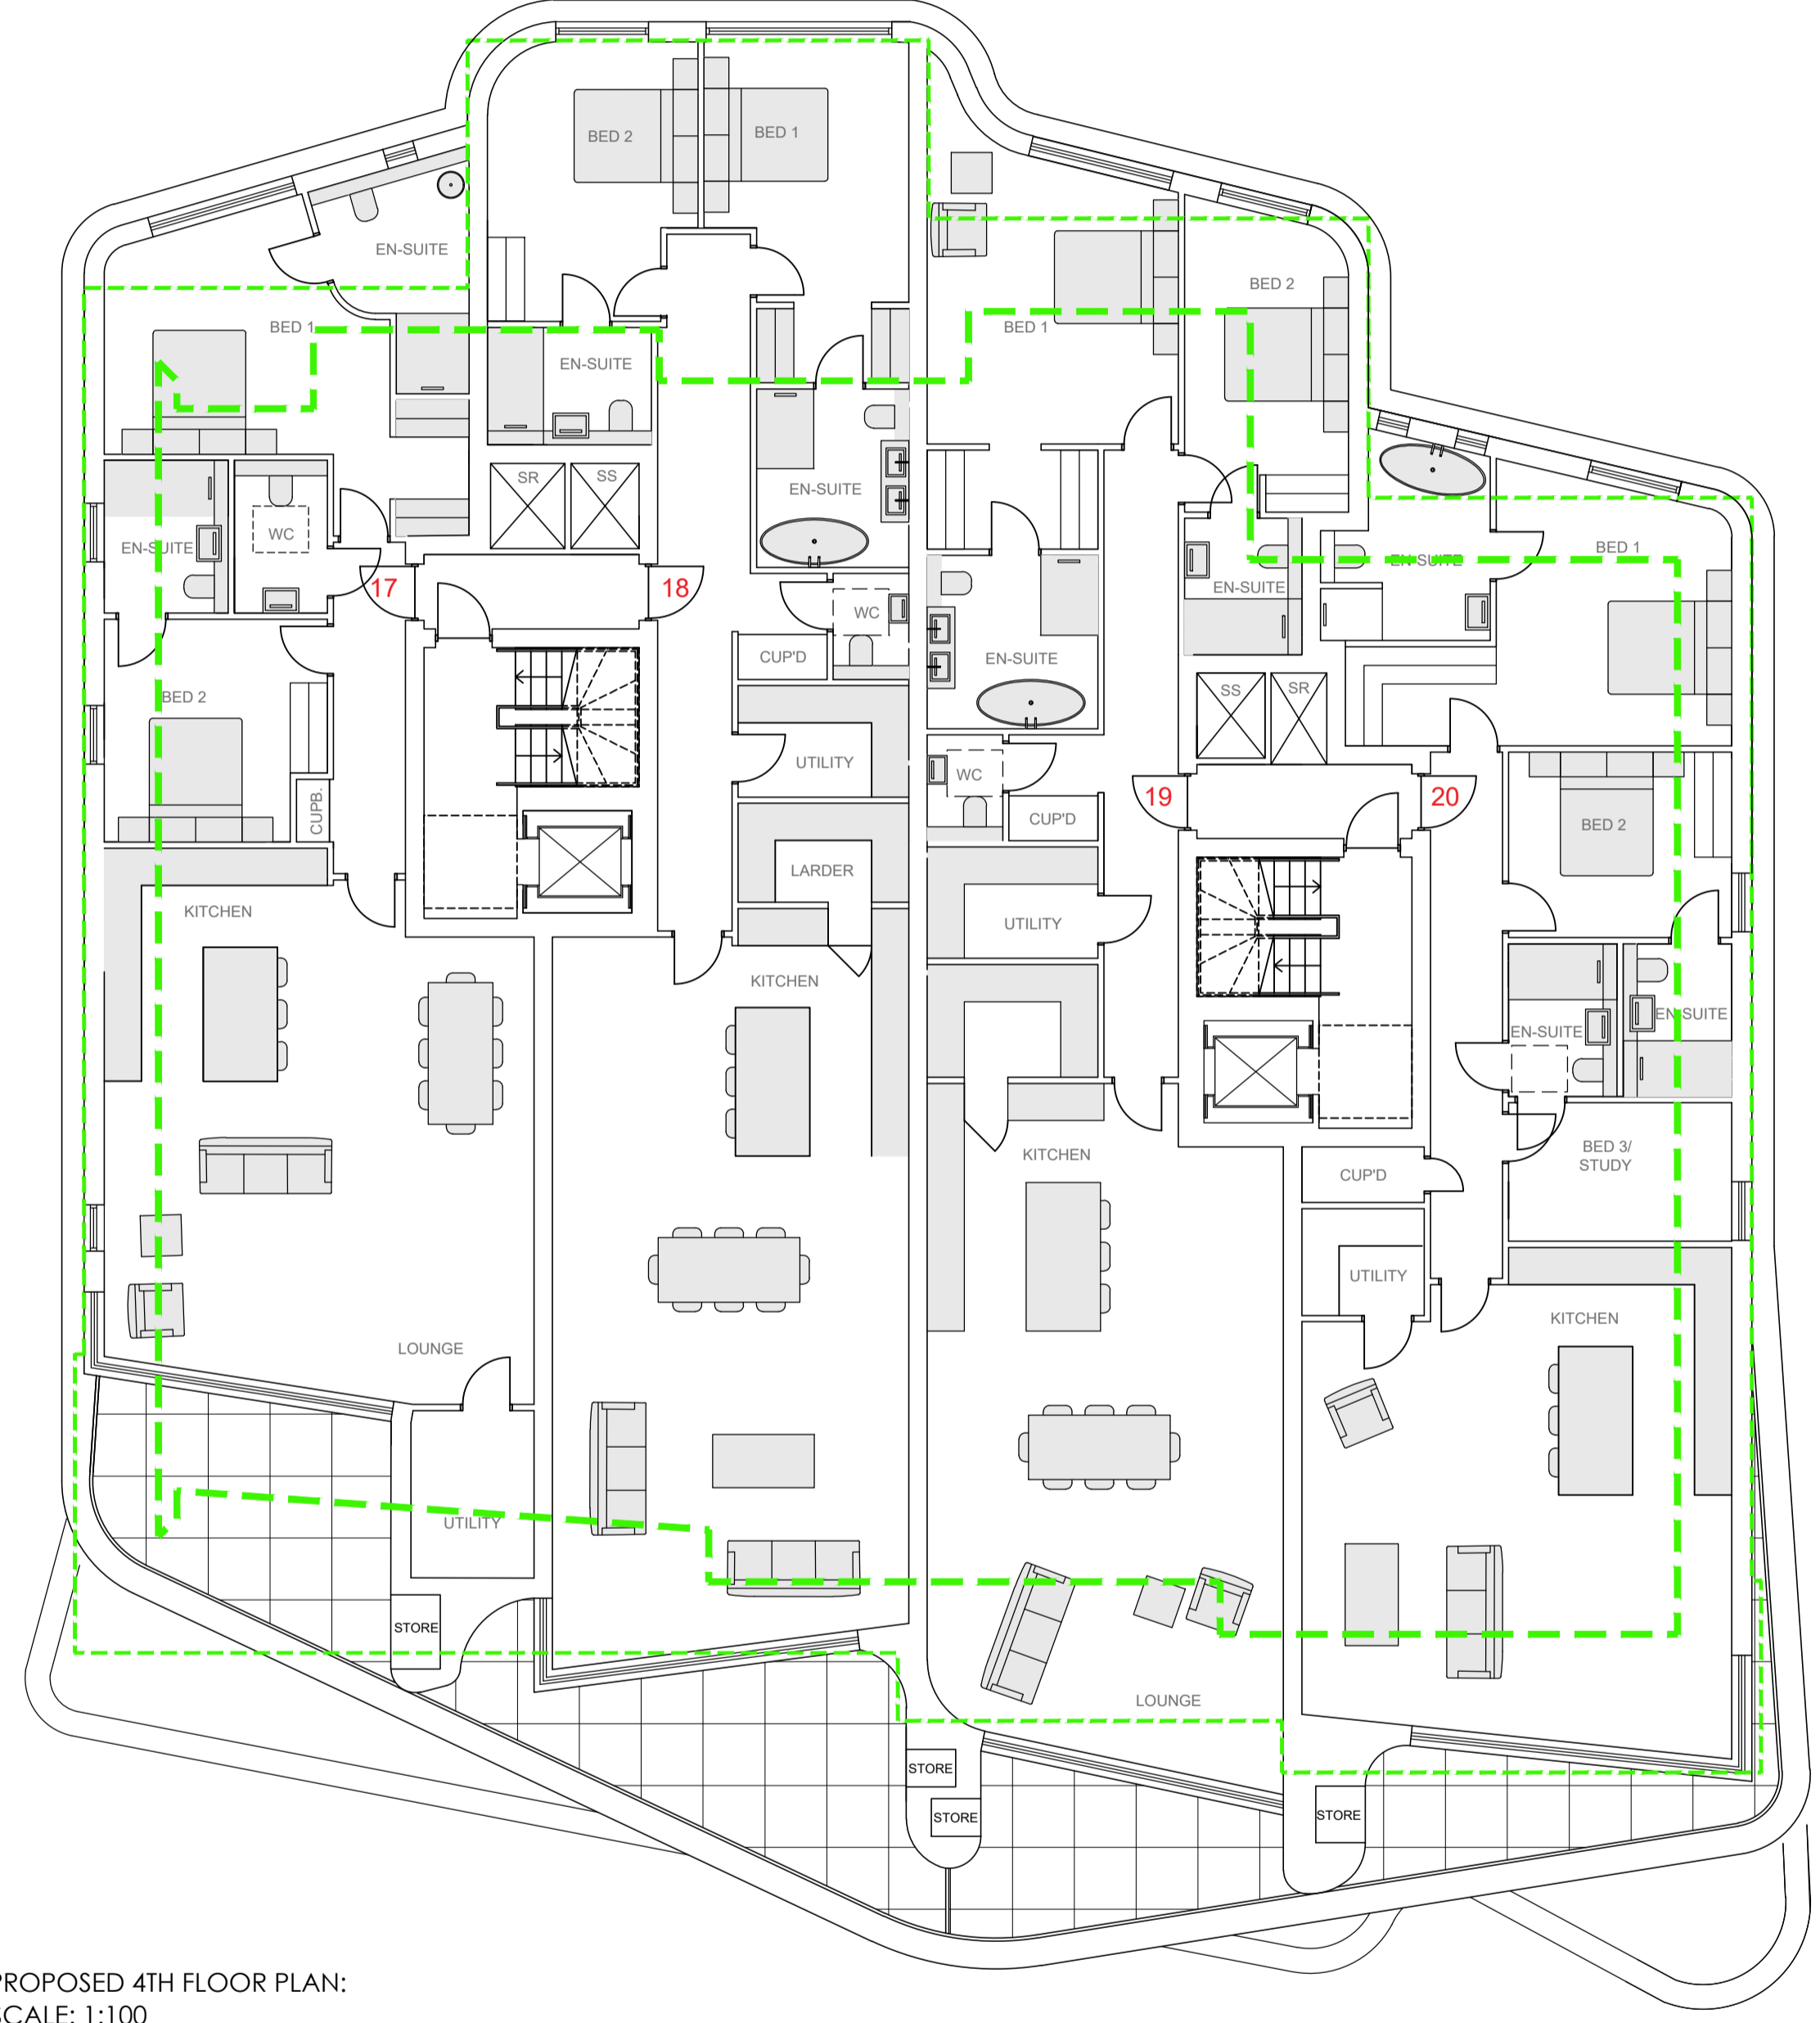 BED 2
BED 1
EN-SUITE
BED 2
BED 1
BED 1
EN-SUITE
SR
SS
EN-SUITE
EN-SUITE
WC
BED 1
EN-SUITE
17
18
EN-SUITE
WC
CUP'D
EN-SUITE
BED 2
SS
SR
UTILITY
WC
19
20
CUPB.
CUP'D
BED 2
LARDER
KITCHEN
UTILITY
KITCHEN
EN-SUITE
EN-SUITE
KITCHEN
BED 3/
STUDY
CUP'D
UTILITY
KITCHEN
LOUNGE
UTILITY
STORE
LOUNGE
STORE
STORE
STORE
PROPOSED 4TH FLOOR PLAN:
SCALE: 1:100